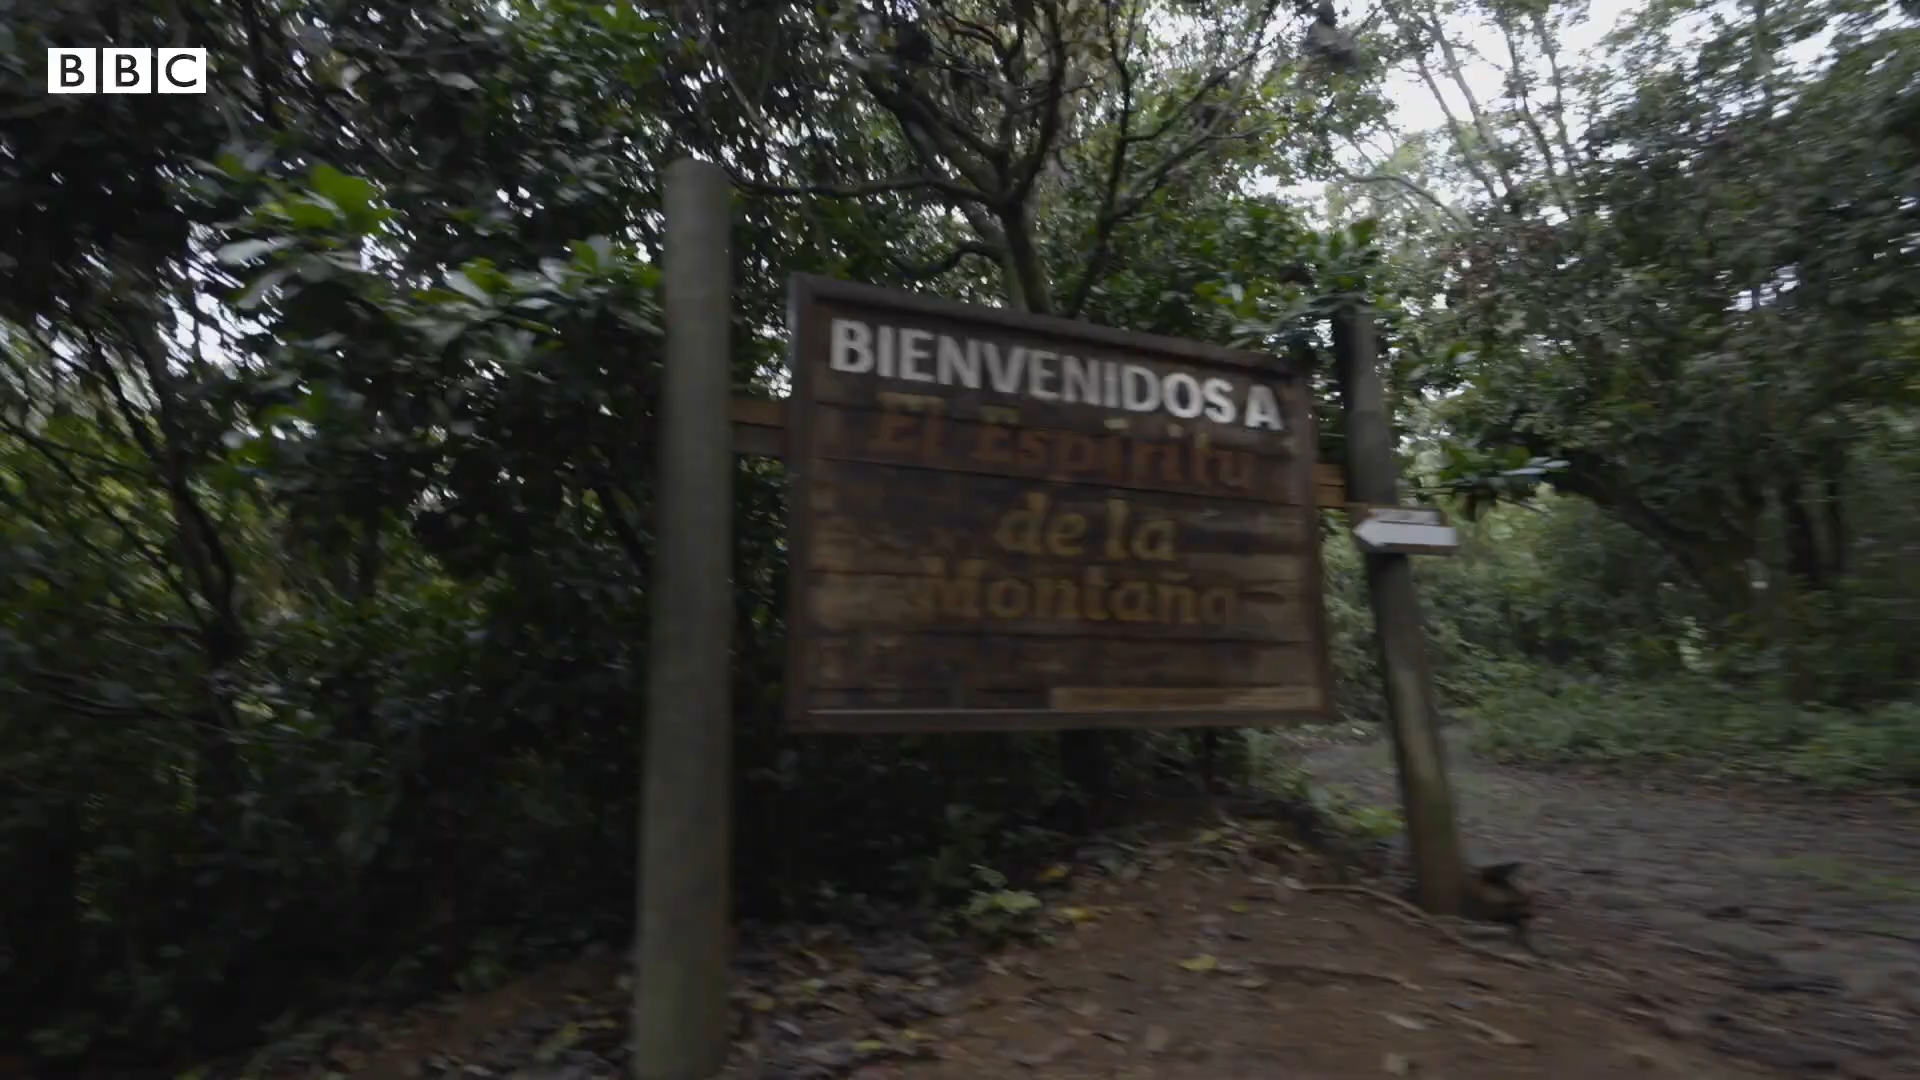 BBC
BIENVENIDOS A
El Espíritu
de la
Montaña